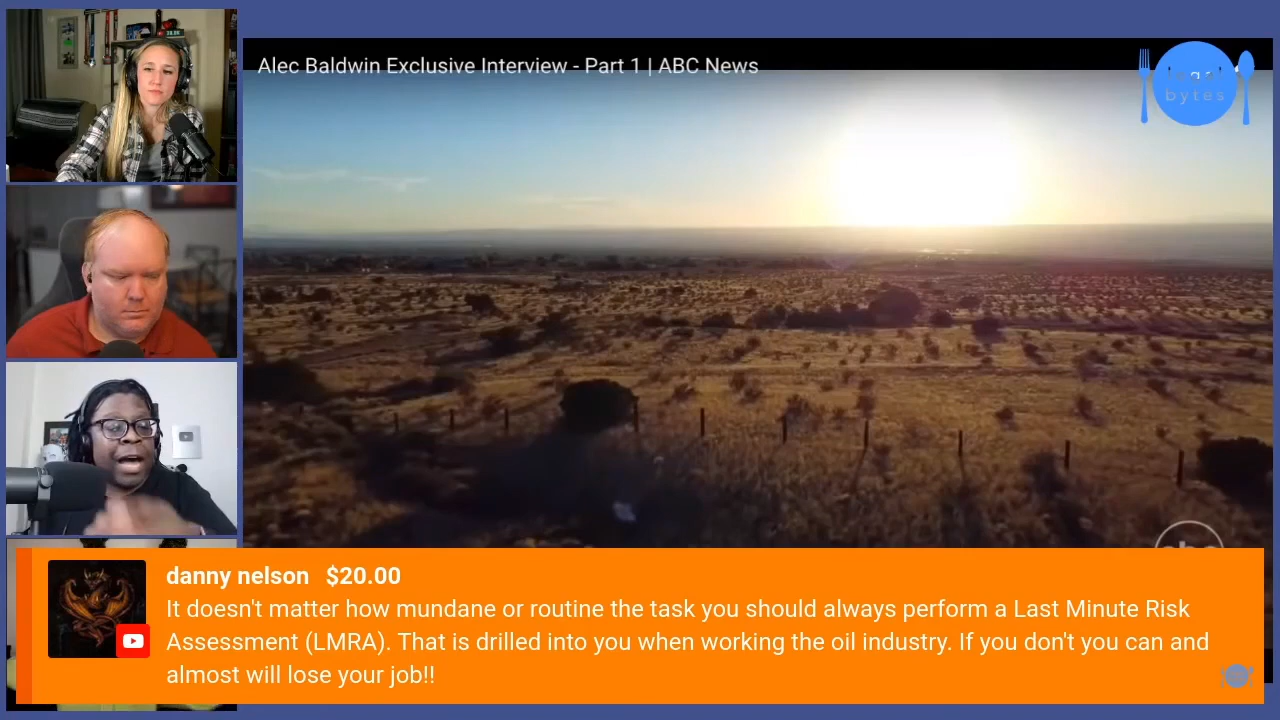 Alec Baldwin Exclusive Interview - Part 1 | ABC News
bytes
danny nelson $20.00
It doesn't matter how mundane or routine the task you should always perform a Last Minute Risk
Assessment (LMRA). That is drilled into you when working the oil industry. If you don't you can and
almost will lose your job!!